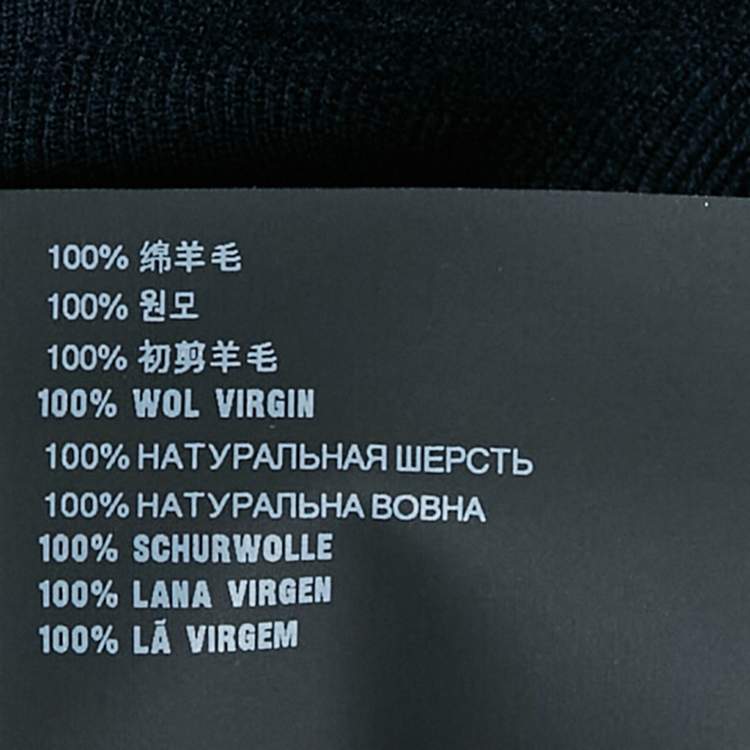 100% 绵羊毛
100% 원모
100% 初剪羊毛
100% WOL VIRGIN
100% НАТУРАЛЬНАЯ ШЕРСТЬ
100% НАТУРАЛЬНА ВОВНА
100% SCHURWOLLE
100% LANA VIRGEN
100% LÃ VIRGEM